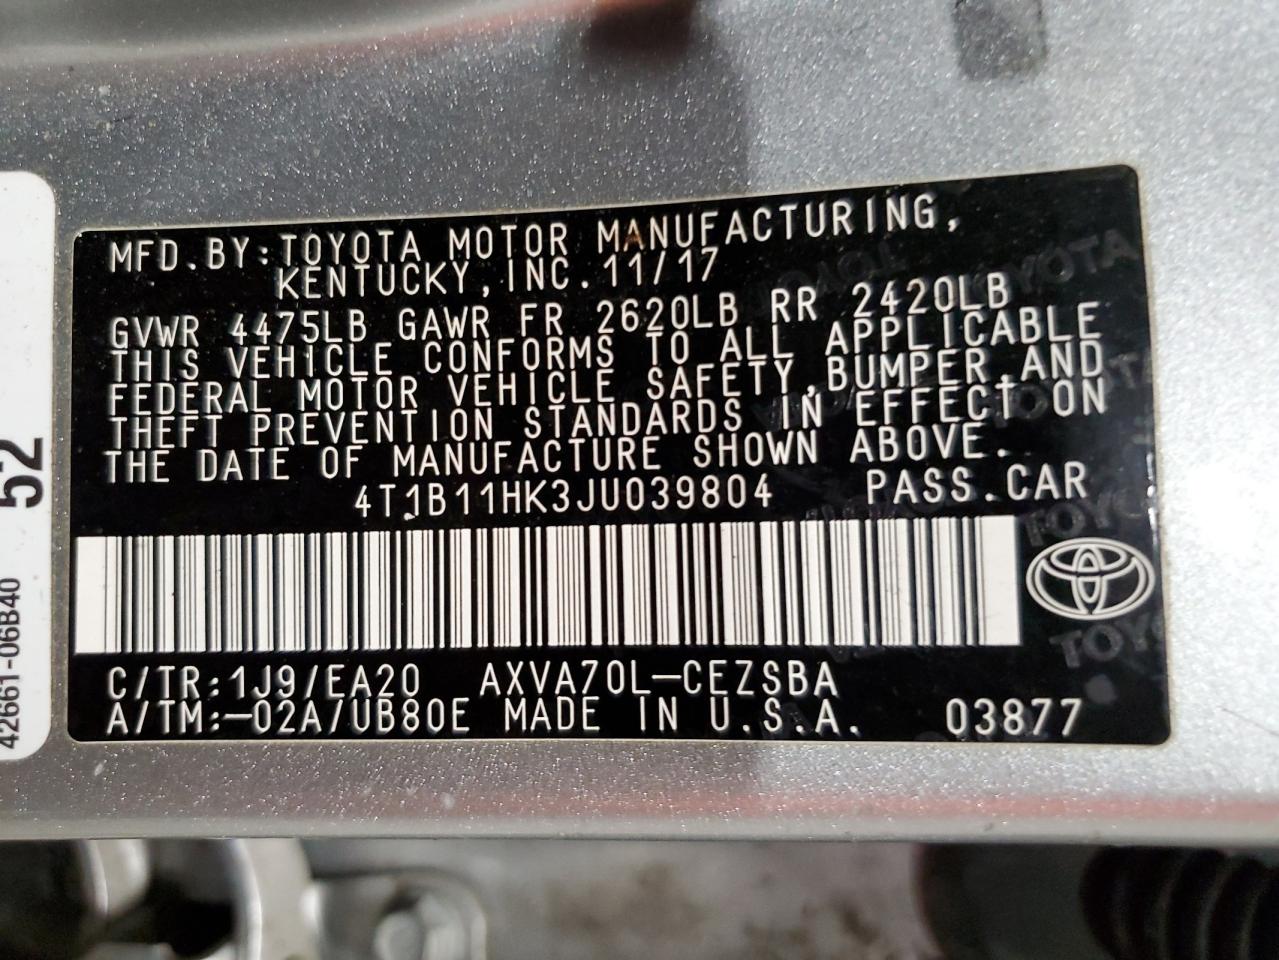 MFD.BY:TOYOTA MOTOR MANUFACTURING,
KENTUCKY,INC.11/17
GVWR 4475LB GAWR FR 2620LB RR 2420LB
THIS VEHICLE CONFORMS TO ALL APPLICABLE
FEDERAL MOTOR VEHICLE SAFETY,BUMPER,AND
THEFT PREVENTION STANDARDS IN EFFECT ON
THE DATE OF MANUFACTURE SHOWN ABOVE.
4T1B11HK3JU039804 PASS.CAR
C/TR:1J9/EA20 AXVA70L-CEZSBA
A/TM:-02A/UB80E MADE IN U.S.A. 03877
52
42661-06B40